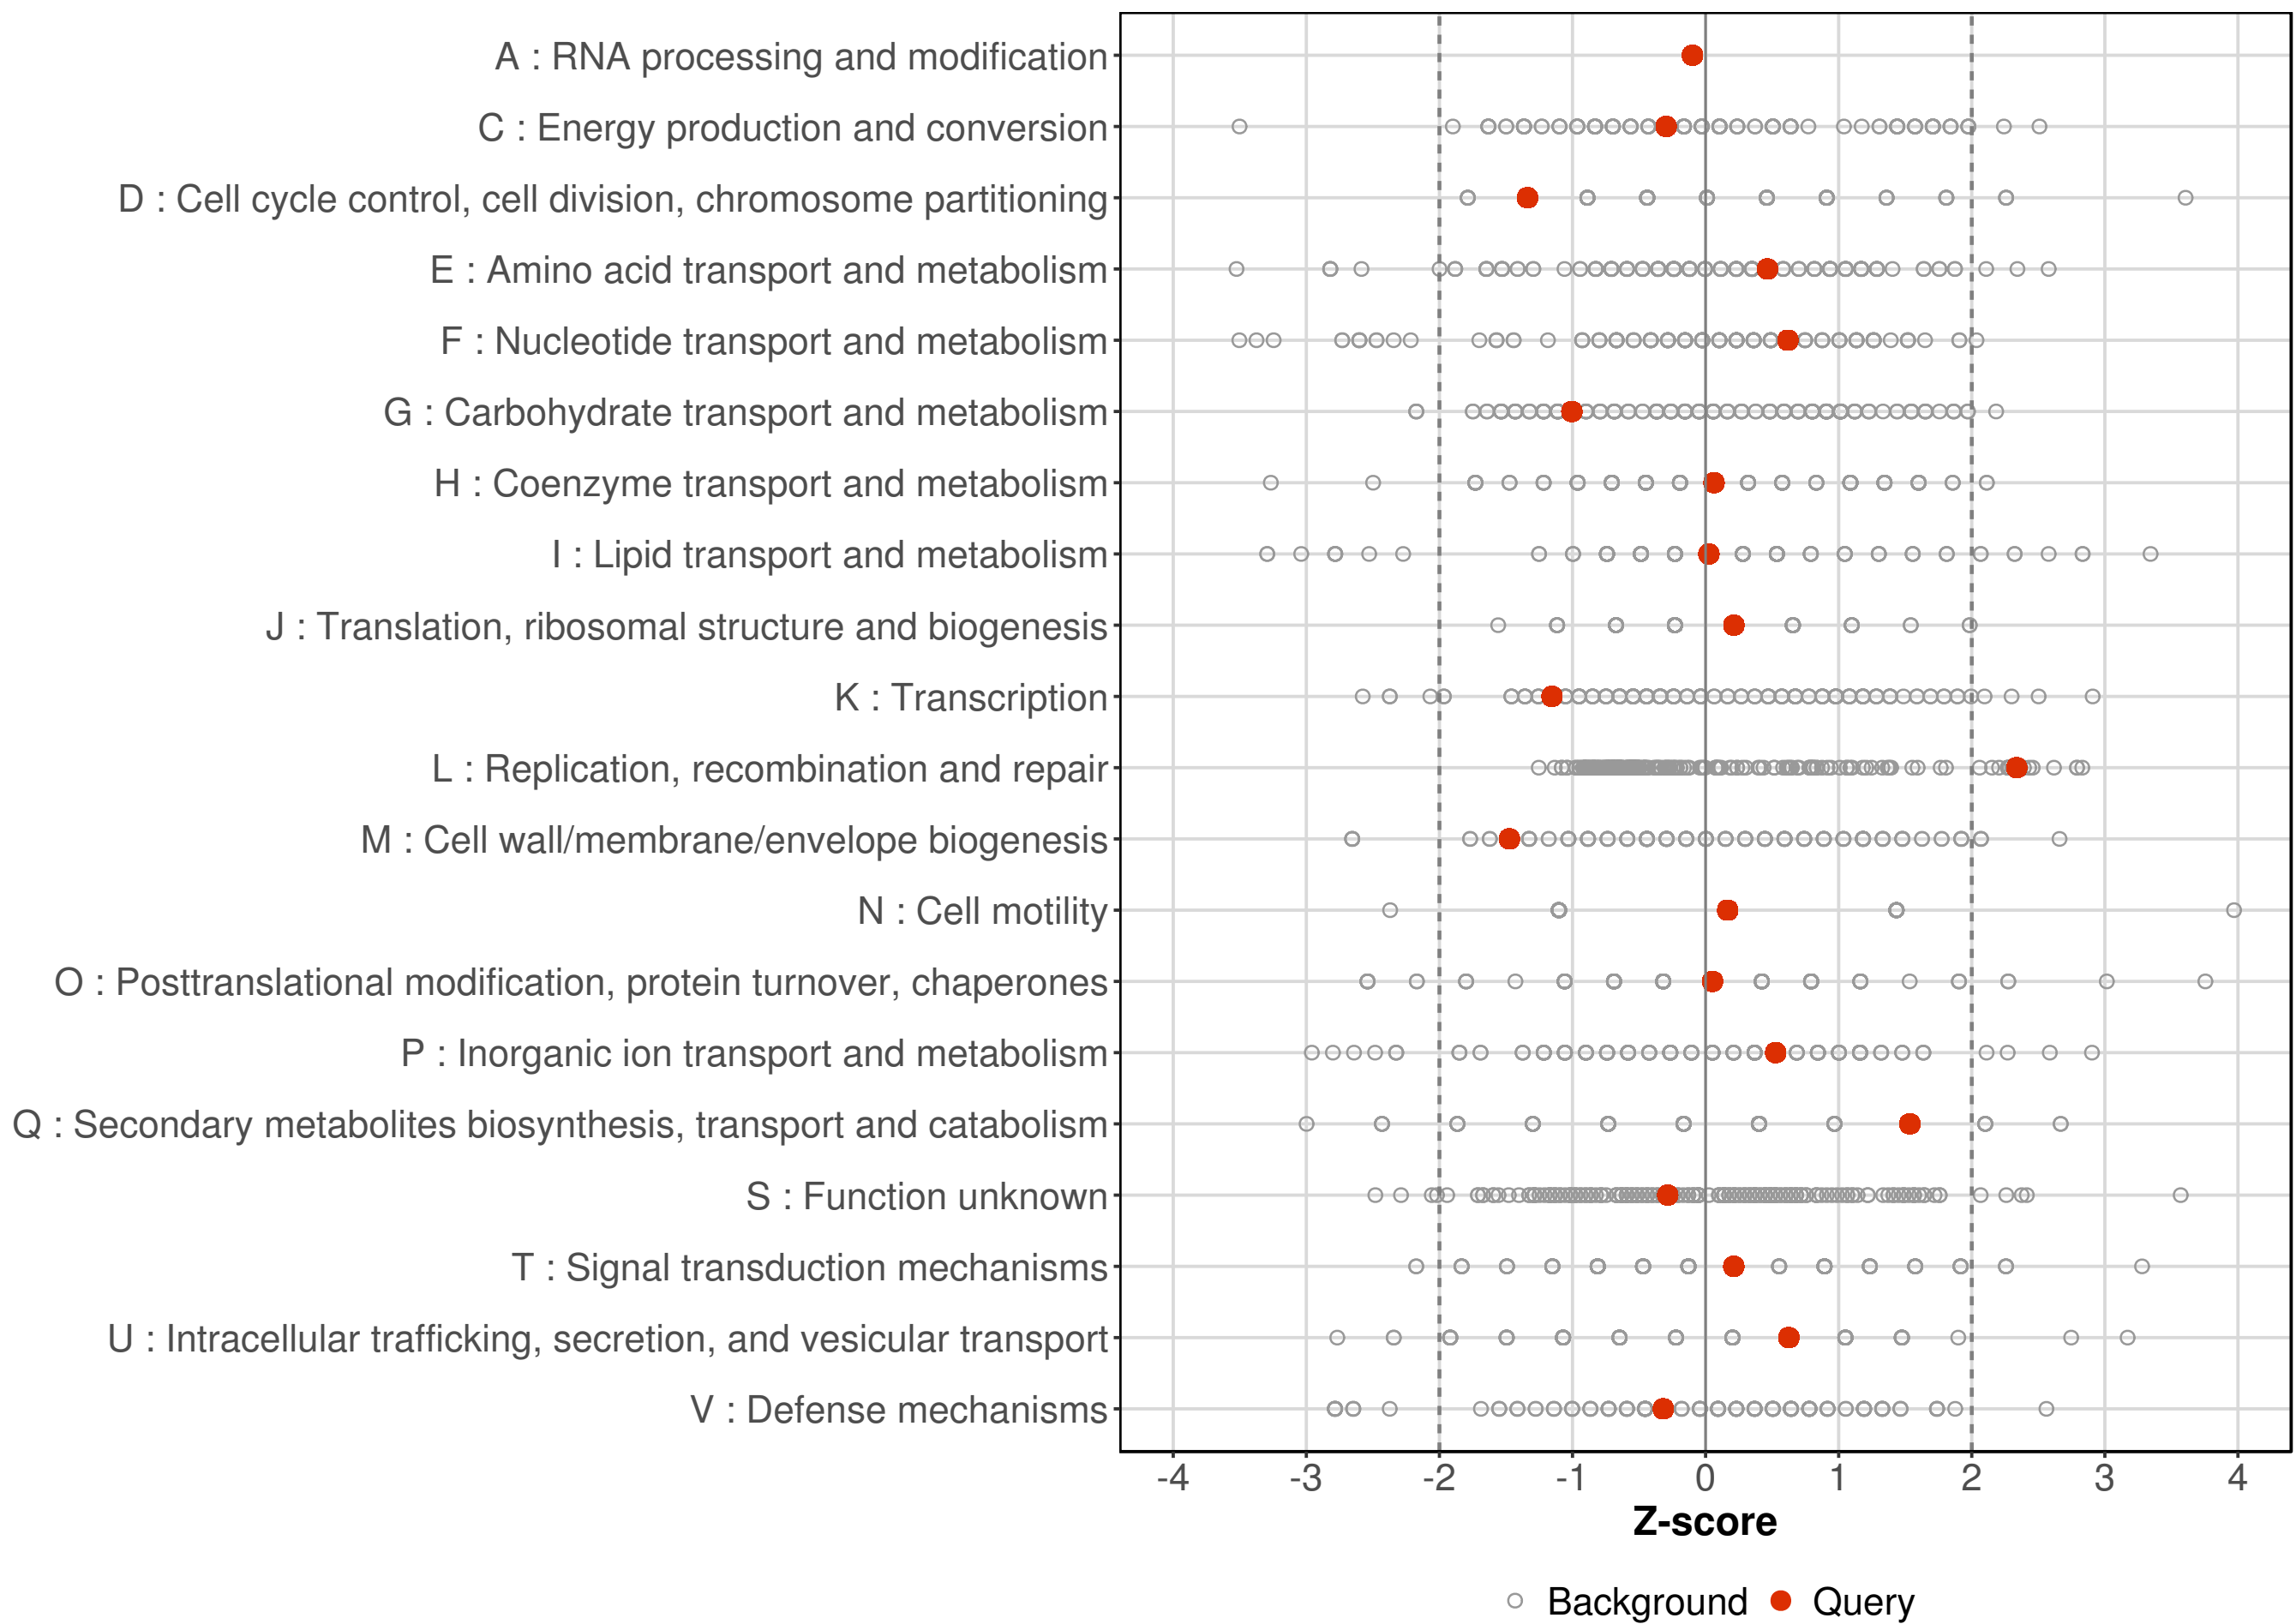 A : RNA processing and modification
C : Energy production and conversion
D : Cell cycle control, cell division, chromosome partitioning
E : Amino acid transport and metabolism
F : Nucleotide transport and metabolism
G : Carbohydrate transport and metabolism
H : Coenzyme transport and metabolism
I : Lipid transport and metabolism
J : Translation, ribosomal structure and biogenesis
K : Transcription
L : Replication, recombination and repair
M : Cell wall/membrane/envelope biogenesis
N : Cell motility
O : Posttranslational modification, protein turnover, chaperones
P : Inorganic ion transport and metabolism
Q : Secondary metabolites biosynthesis, transport and catabolism
S : Function unknown
T : Signal transduction mechanisms
U : Intracellular trafficking, secretion, and vesicular transport
V : Defense mechanisms
-4 -3 -2 -1 0 1 2 3 4
Z-score
Background Query